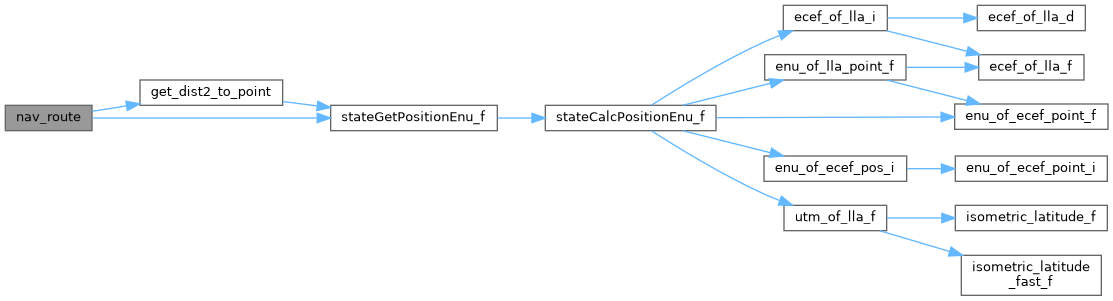 nav_route
get_dist2_to_point
stateGetPositionEnu_f
stateCalcPositionEnu_f
ecef_of_lla_i
ecef_of_lla_d
ecef_of_lla_f
enu_of_lla_point_f
enu_of_ecef_point_f
enu_of_ecef_pos_i
enu_of_ecef_point_i
utm_of_lla_f
isometric_latitude_f
isometric_latitude
_fast_f